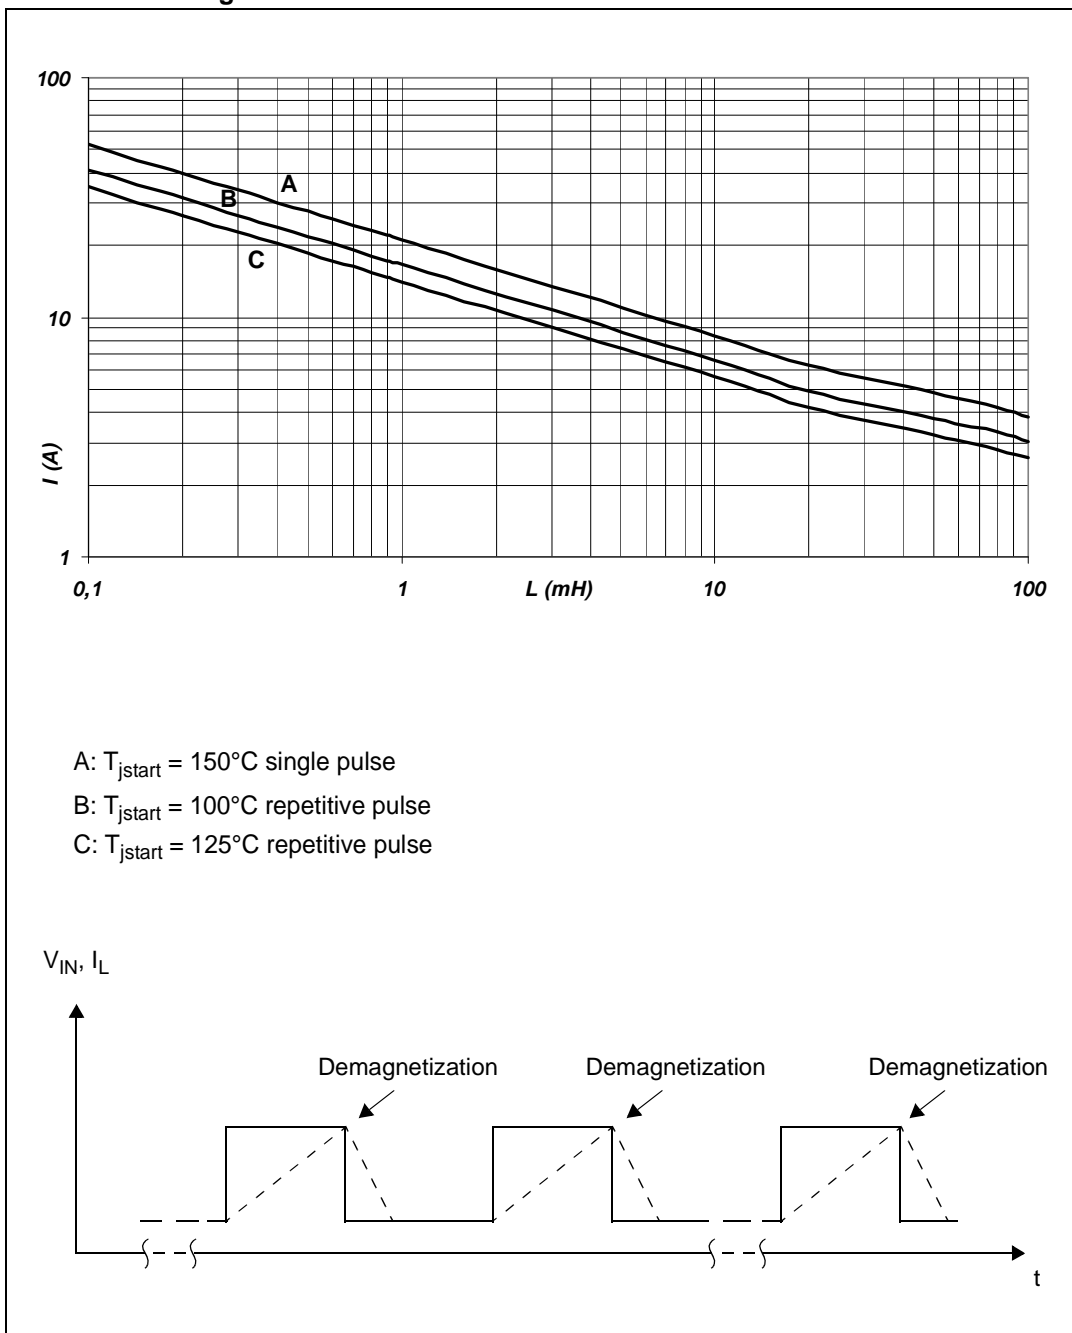 100
A
B
C
10
I (A)
1
0,1 1 L (mH) 10 100
A: Tjstart = 150°C single pulse
B: Tjstart = 100°C repetitive pulse
C: Tjstart = 125°C repetitive pulse
VIN, IL
Demagnetization Demagnetization Demagnetization
t